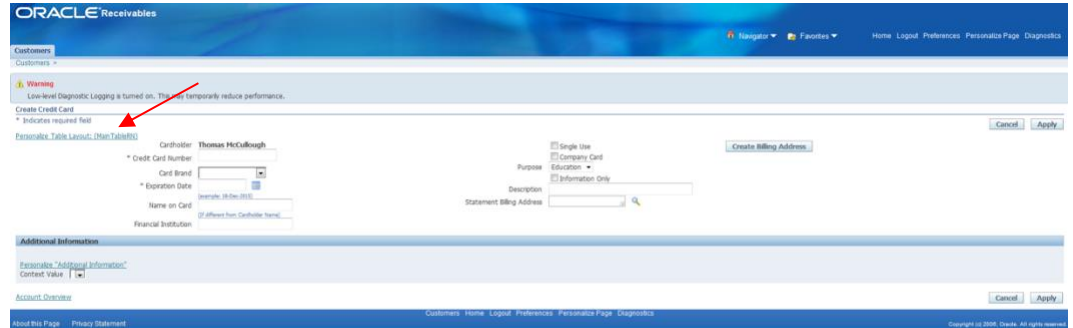 ORACLE Receivables
Navigator Favorites Home Logout Preferences Personalize Page Diagnostics
Customers
Customers >
Warning
Low-level Diagnostic Logging is turned on. This may temporarily reduce performance.
Create Credit Card
* Indicates required field
Cancel Apply
Personalize Table Layout: (MainTableRN)
Cardholder Thomas McCullough
* Credit Card Number
Card Brand
* Expiration Date
(example: 19-Dec-2010)
Name on Card
(If different from Cardholder Name)
Financial Institution
Single Use
Company Card
Purpose Education
Information Only
Description
Statement Billing Address
Create Billing Address
Additional Information
Personalize "Additional Information"
Context Value
Account Overview
Cancel Apply
Customers Home Logout Preferences Personalize Page Diagnostics
About this Page Privacy Statement
Copyright (c) 2006, Oracle. All rights reserved.